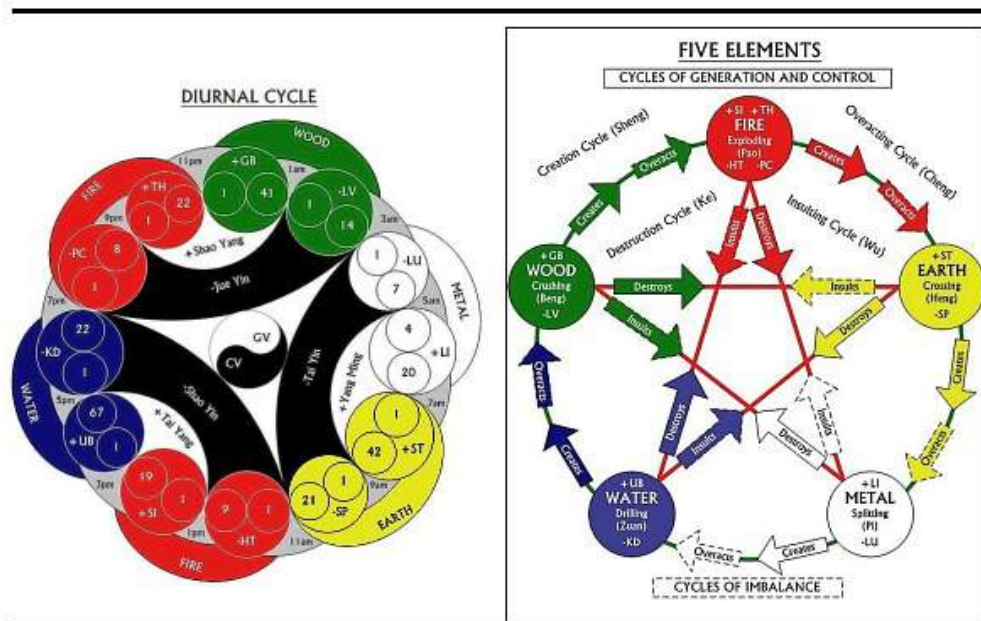 DIURNAL CYCLE
WOOD
11pm
+GB
1
43
1am
-LV
1
14
3am
METAL
1
-LU
7
5am
4
+LI
20
7am
1
42
+ST
9am
EARTH
1
21
-SP
11am
FIRE
9
1
-HT
1pm
19
1
+SI
3pm
WATER
67
+UB
1
5pm
22
-KD
1
7pm
FIRE
8
-PC
1
9pm
+TH
22
1
+Shao Yang
-Jue Yin
-Tai Yin
+Yang Ming
-Shao Yin
+Tai Yang
GV
CV
FIVE ELEMENTS
CYCLES OF GENERATION AND CONTROL
Creation Cycle (Sheng)
Overacting Cycle (Cheng)
Destruction Cycle (Ke)
Insulting Cycle (Wu)
+SI +TH
FIRE
Exploding
(Pao)
-HT -PC
Creates
Overacts
Insults
Destroys
+ST
EARTH
Crossing
(Heng)
-SP
Insults
Destroys
Creates
Overacts
+LI
METAL
Splitting
(Pi)
-LU
Insults
Destroys
Creates
Overacts
+UB
WATER
Drilling
(Zuan)
-KD
Destroys
Insults
Creates
Overacts
+GB
WOOD
Crushing
(Beng)
-LV
Destroys
Insults
Creates
Overacts
CYCLES OF IMBALANCE